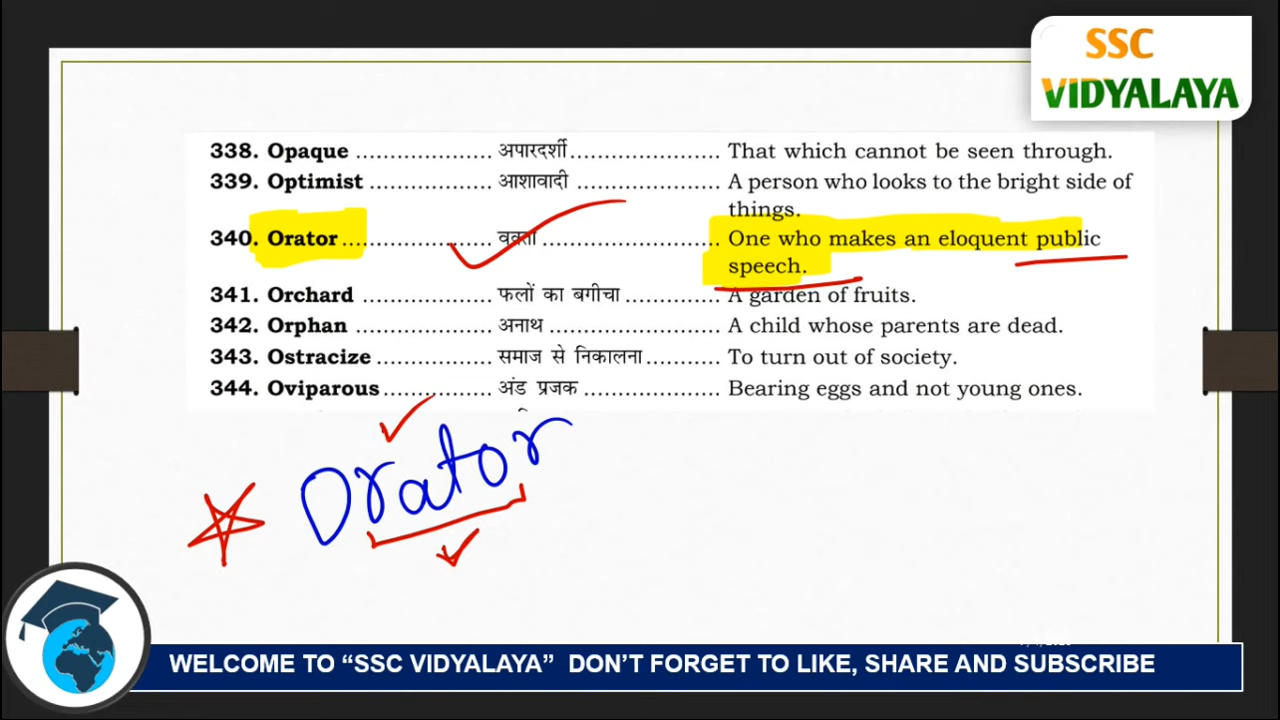 SSC
VIDYALAYA
338. Opaque .................... अपारदर्शी...................... That which cannot be seen through.
339. Optimist .................. आशावादी ..................... A person who looks to the bright side of
things.
340. Orator...................... वक्ता .......................... One who makes an eloquent public
speech.
341. Orchard ................... फलों का बगीचा .............. A garden of fruits.
342. Orphan .................... अनाथ ......................... A child whose parents are dead.
343. Ostracize ................. समाज से निकालना........... To turn out of society.
344. Oviparous................ अंड प्रजक .................... Bearing eggs and not young ones.
Orator
WELCOME TO “SSC VIDYALAYA” DON’T FORGET TO LIKE, SHARE AND SUBSCRIBE